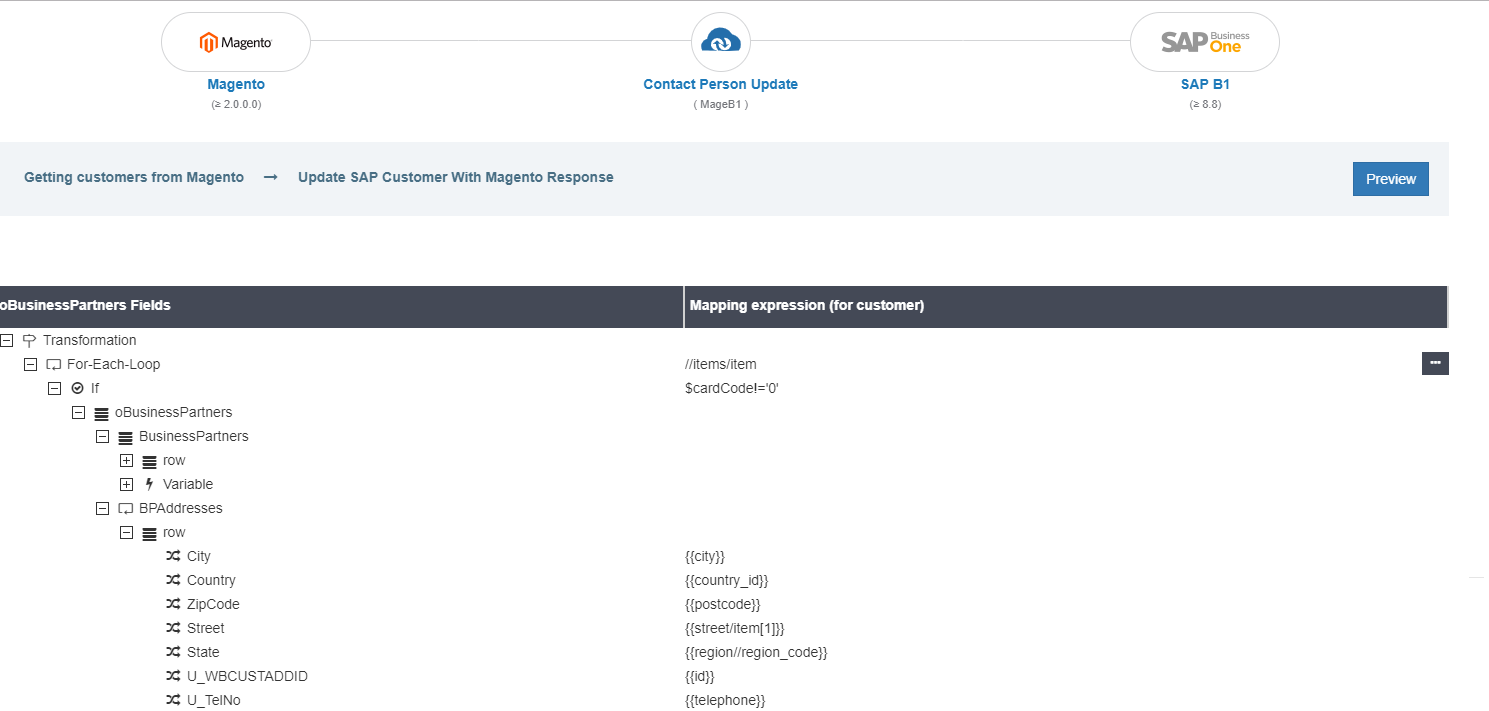 Magento
SAP Business One
Magento
Contact Person Update
SAP B1
(≥ 2.0.0.0)
( MageB1 )
(≥ 8.8)
Getting customers from Magento → Update SAP Customer With Magento Response
Preview
oBusinessPartners Fields
Mapping expression (for customer)
Transformation
For-Each-Loop //items/item
If $cardCode!='0'
oBusinessPartners
BusinessPartners
row
Variable
BPAddresses
row
City {{city}}
Country {{country_id}}
ZipCode {{postcode}}
Street {{street/item[1]}}
State {{region//region_code}}
U_WBCUSTADDID {{id}}
U_TelNo {{telephone}}